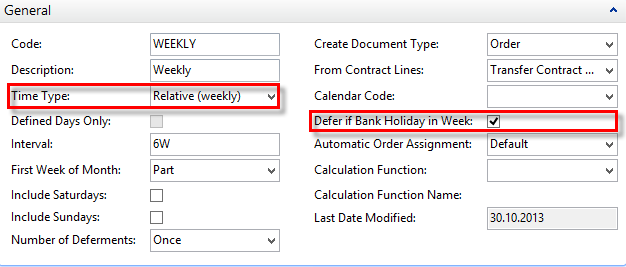 General
Code: WEEKLY
Description: Weekly
Time Type: Relative (weekly)
Defined Days Only:
Interval: 6W
First Week of Month: Part
Include Saturdays:
Include Sundays:
Number of Deferments: Once
Create Document Type: Order
From Contract Lines: Transfer Contract ...
Calendar Code:
Defer if Bank Holiday in Week:
Automatic Order Assignment: Default
Calculation Function:
Calculation Function Name:
Last Date Modified: 30.10.2013